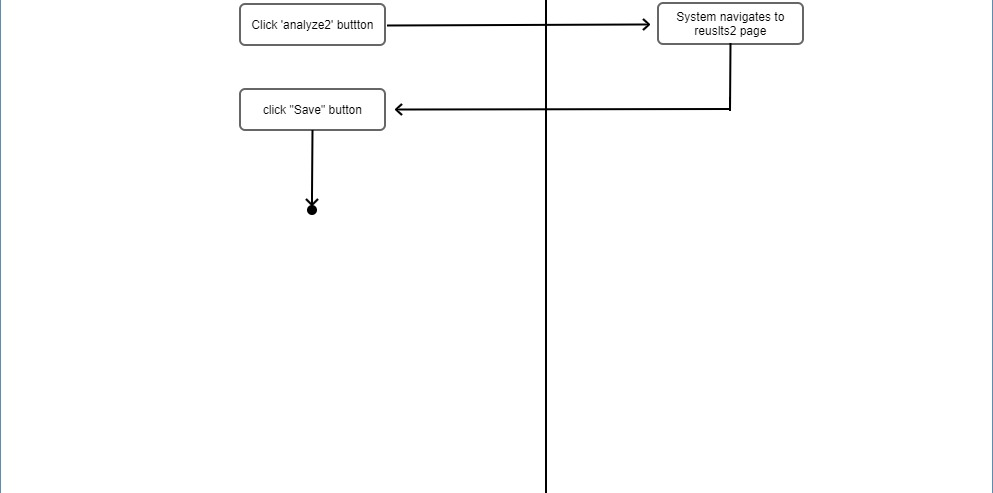 Click 'analyze2' buttton
System navigates to
reuslts2 page
click "Save" button